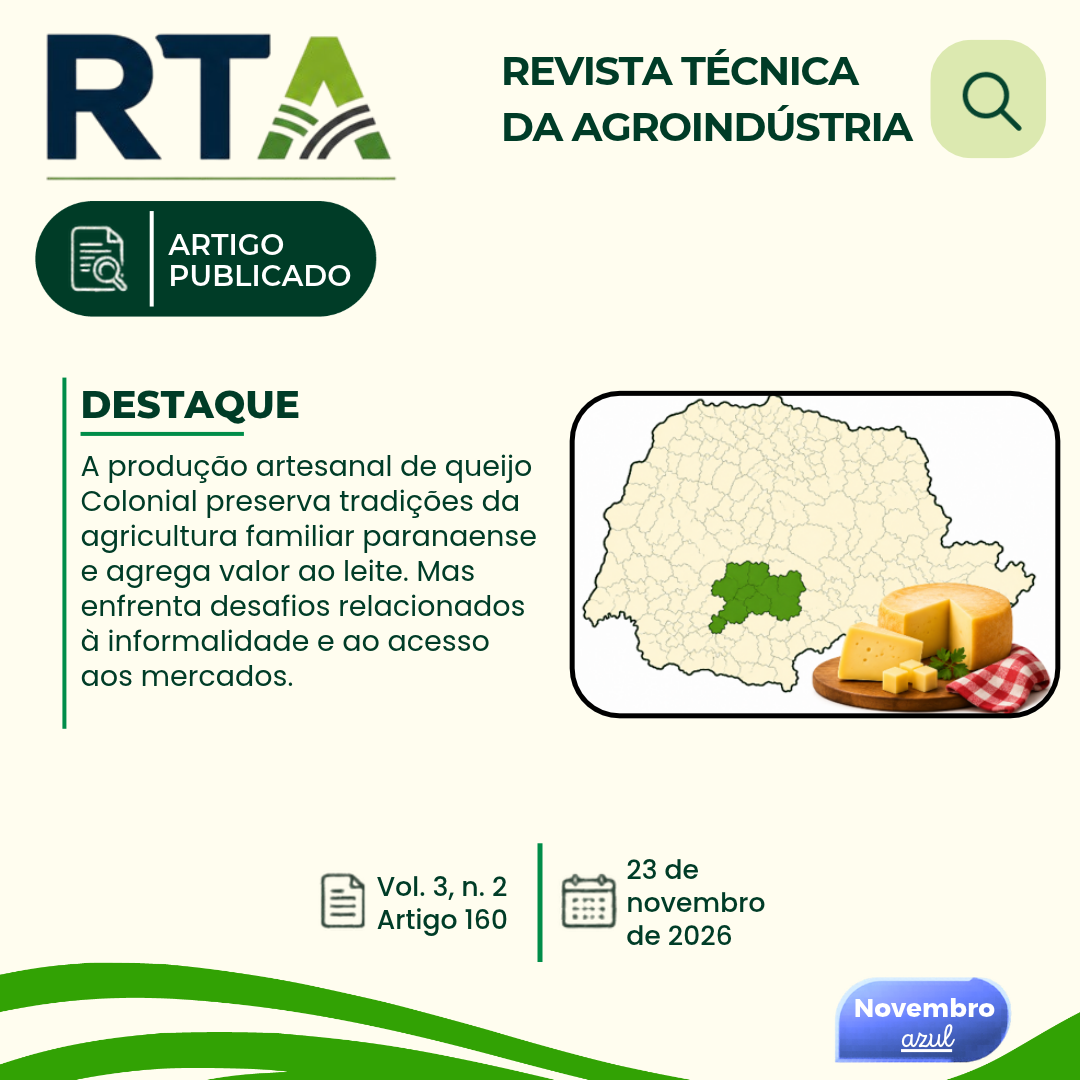 RTA
REVISTA TÉCNICA
DA AGROINDÚSTRIA
ARTIGO
PUBLICADO
DESTAQUE
A produção artesanal de queijo
Colonial preserva tradições da
agricultura familiar paranaense
e agrega valor ao leite. Mas
enfrenta desafios relacionados
à informalidade e ao acesso
aos mercados.
Vol. 3, n. 2
Artigo 160
23 de
novembro
de 2026
Novembro
azul